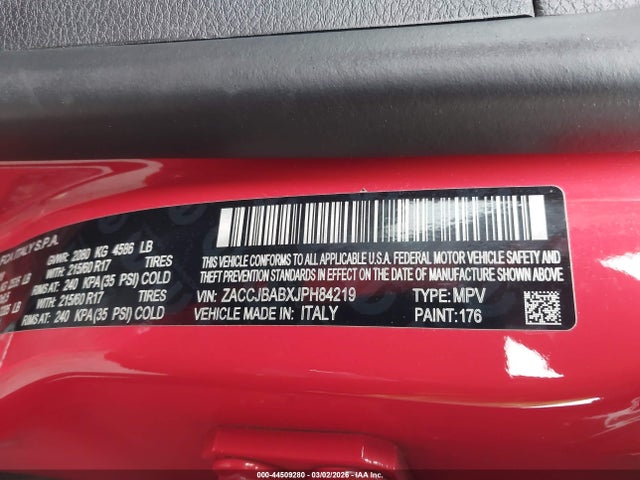 FCA ITALY S.P.A.
GVWR: 2080 KG 4586 LB
WITH: 215/60 R17 TIRES
RIMS AT: 240 KPA(35 PSI) COLD
WITH: 215/60 R17 TIRES
RIMS AT: 240 KPA(35 PSI) COLD
THIS VEHICLE CONFORMS TO ALL APPLICABLE U.S.A. FEDERAL MOTOR VEHICLE SAFETY,
BUMPER, AND THEFT PREVENTION STANDARDS IN EFFECT ON THE
DATE OF MANUFACTURE SHOWN ABOVE.
VIN: ZACCJBABXJPH84219 TYPE: MPV
VEHICLE MADE IN: ITALY PAINT: 176
000-44509280 - 03/02/2026 - IAA Inc.